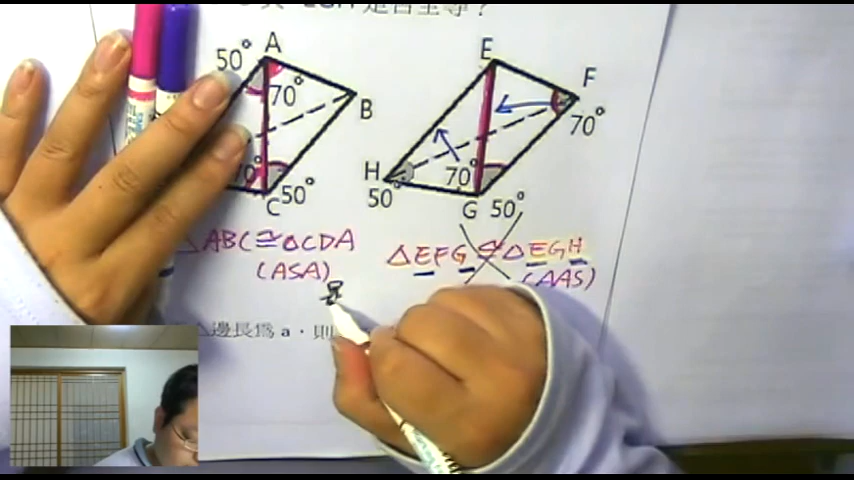 是否全等？
50° A E F
70° B 70°
70° H 70°
C 50° 50° G 50°
△ABC≅△CDA
(ASA)
△EFG≅△EGH
(AAS)
△邊長為 a，則